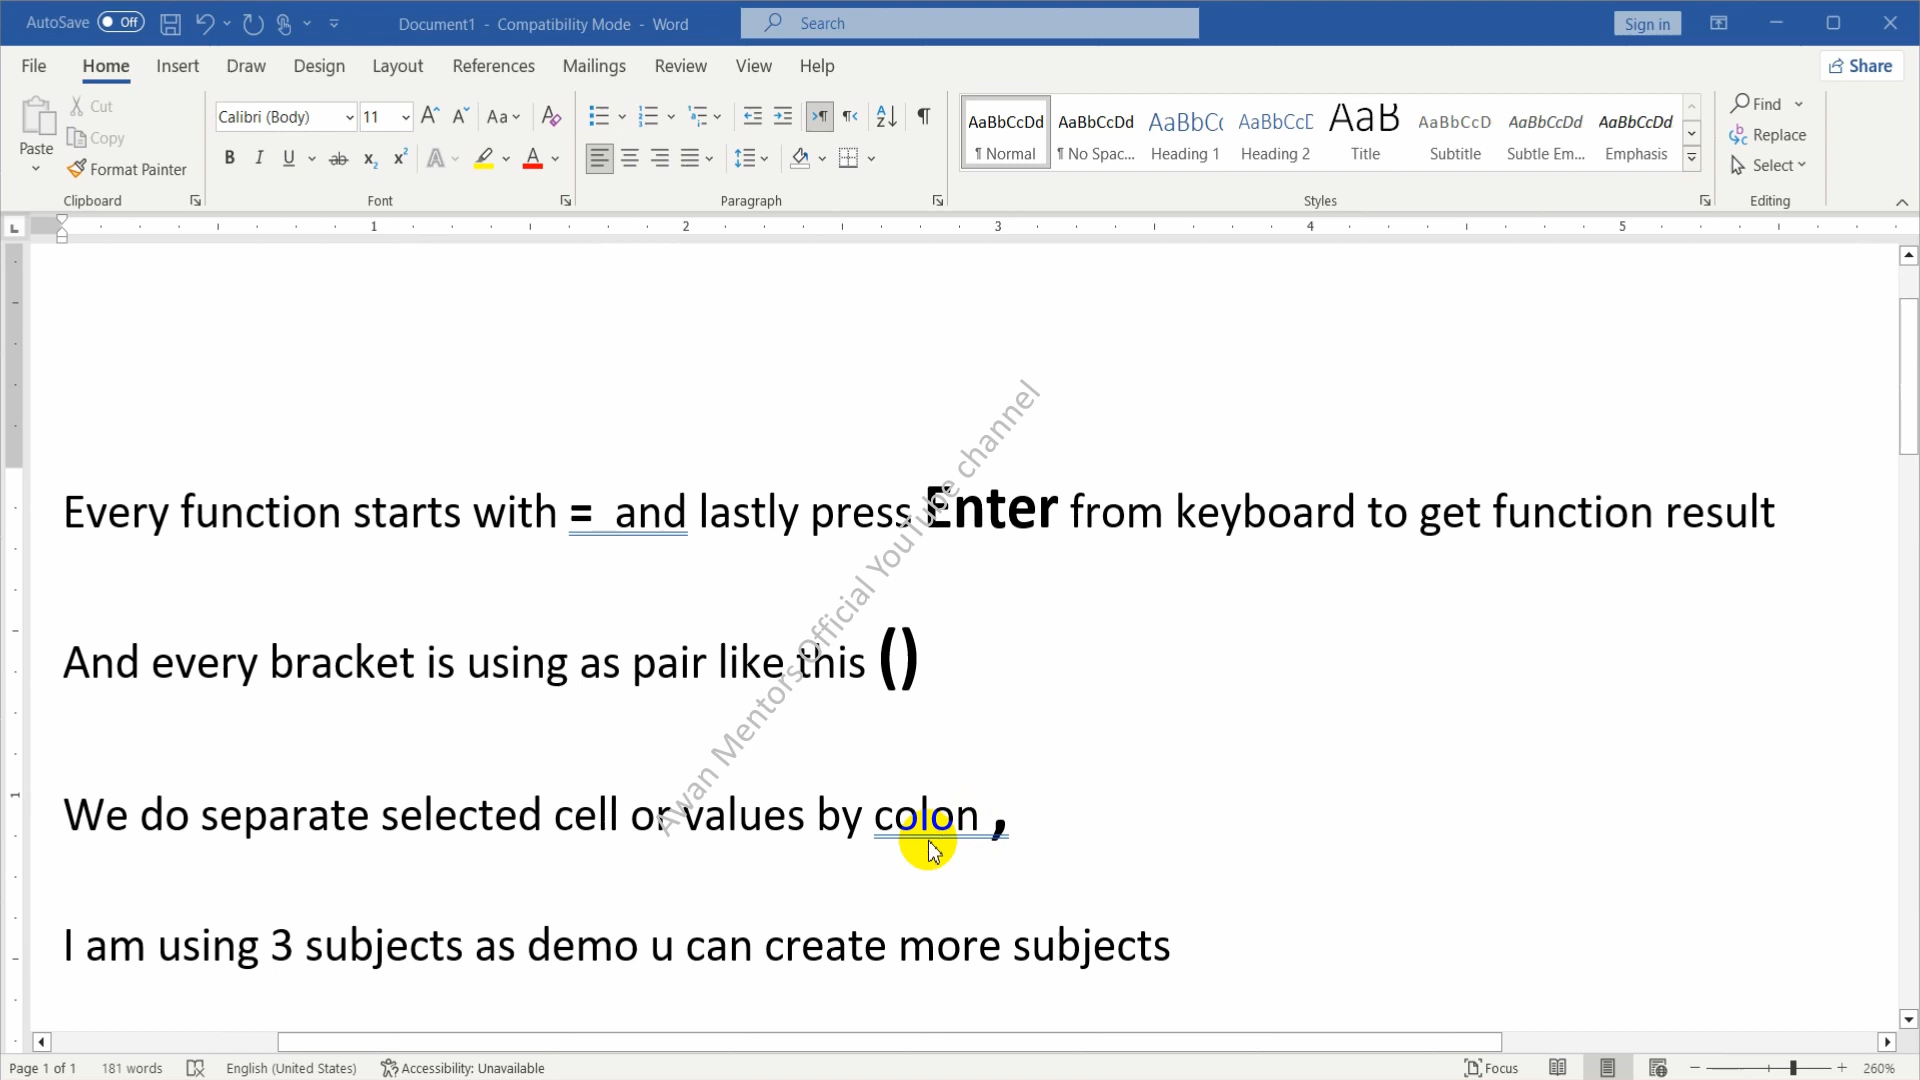 AutoSave Off Document1 - Compatibility Mode - Word Search Sign in
File Home Insert Draw Design Layout References Mailings Review View Help Share
Paste Cut Copy Format Painter
Clipboard
Calibri (Body) 11
Font
Paragraph
AaBbCcDd AaBbCcDd AaBbCc AaBbCcD AaB AaBbCcD AaBbCcDd AaBbCcDd
¶ Normal ¶ No Spac... Heading 1 Heading 2 Title Subtitle Subtle Em... Emphasis
Styles
Find
Replace
Select
Editing
1 2 3 4 5
Every function starts with = and lastly press Enter from keyboard to get function result
And every bracket is using as pair like this ()
We do separate selected cell or values by colon ,
I am using 3 subjects as demo u can create more subjects
Awan Mentors Official YouTube channel
Page 1 of 1 181 words English (United States) Accessibility: Unavailable Focus 260%